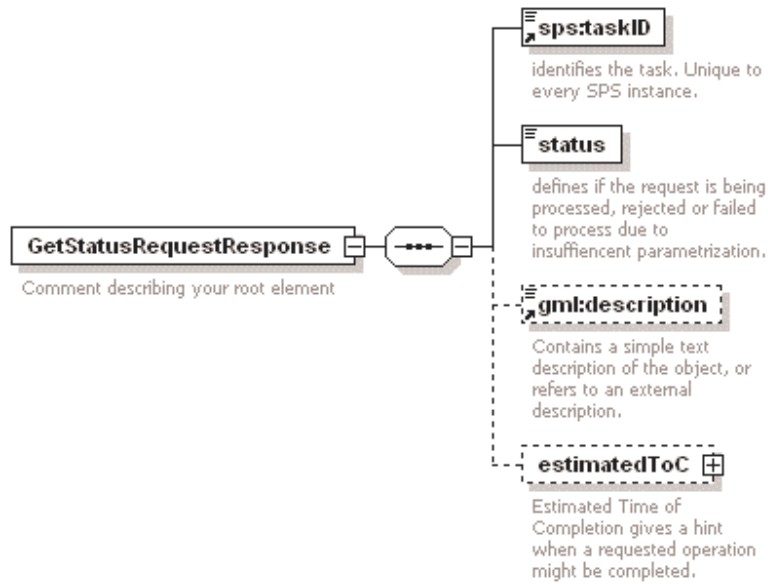 sps:taskID
identifies the task. Unique to
every SPS instance.
status
defines if the request is being
processed, rejected or failed
to process due to
insuffiencent parametrization.
GetStatusRequestResponse
Comment describing your root element
gml:description
Contains a simple text
description of the object, or
refers to an external
description.
estimatedToC
Estimated Time of
Completion gives a hint
when a requested operation
might be completed.